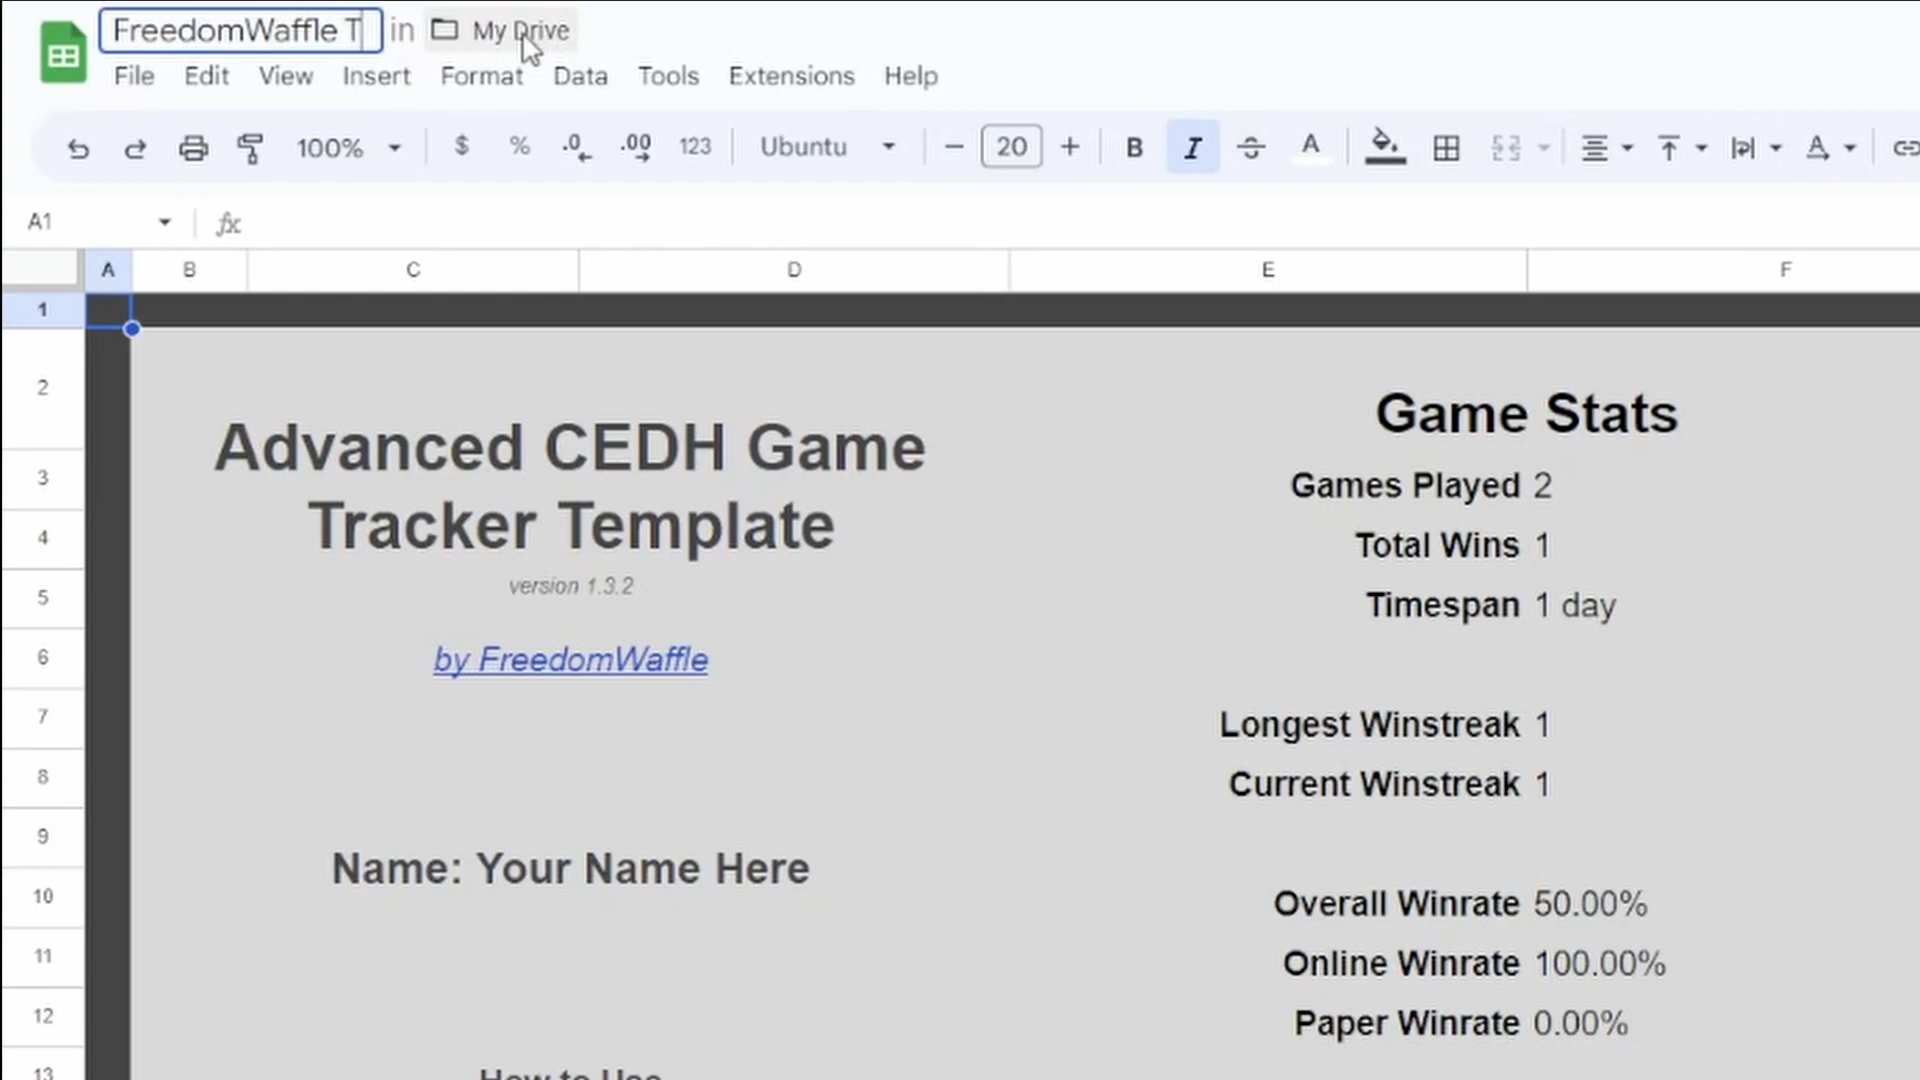 FreedomWaffle T in My Drive
File Edit View Insert Format Data Tools Extensions Help
100% $ % .0 .00 123 Ubuntu 20 B I A A
A1 fx
A B C D E F
1
2
3
4
5
6
7
8
9
10
11
12
13
Advanced CEDH Game
Tracker Template
version 1.3.2
by FreedomWaffle
Name: Your Name Here
How to Use
Game Stats
Games Played 2
Total Wins 1
Timespan 1 day
Longest Winstreak 1
Current Winstreak 1
Overall Winrate 50.00%
Online Winrate 100.00%
Paper Winrate 0.00%